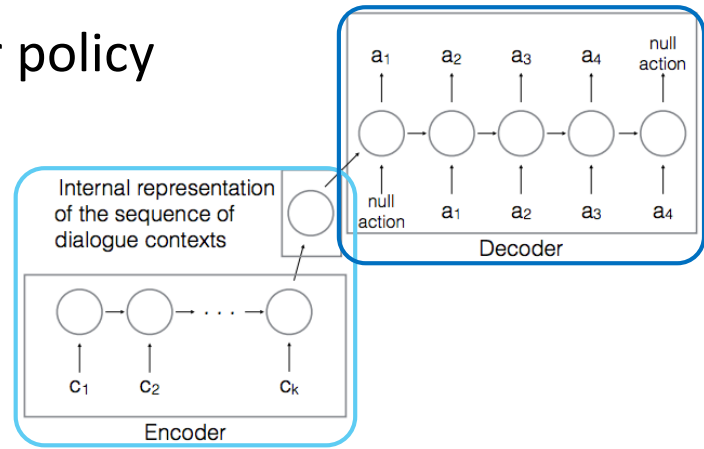 r policy
a₁ a₂ a₃ a₄ null action
null action a₁ a₂ a₃ a₄
Decoder
Internal representation
of the sequence of
dialogue contexts
. . .
c₁ c₂ cₖ
Encoder